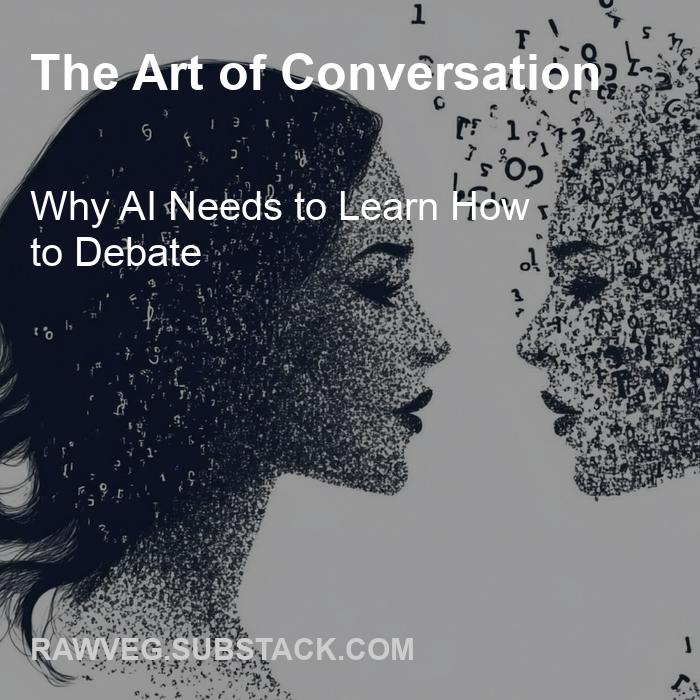 The Art of Conversation
Why AI Needs to Learn How
to Debate
RAWVEG.SUBSTACK.COM